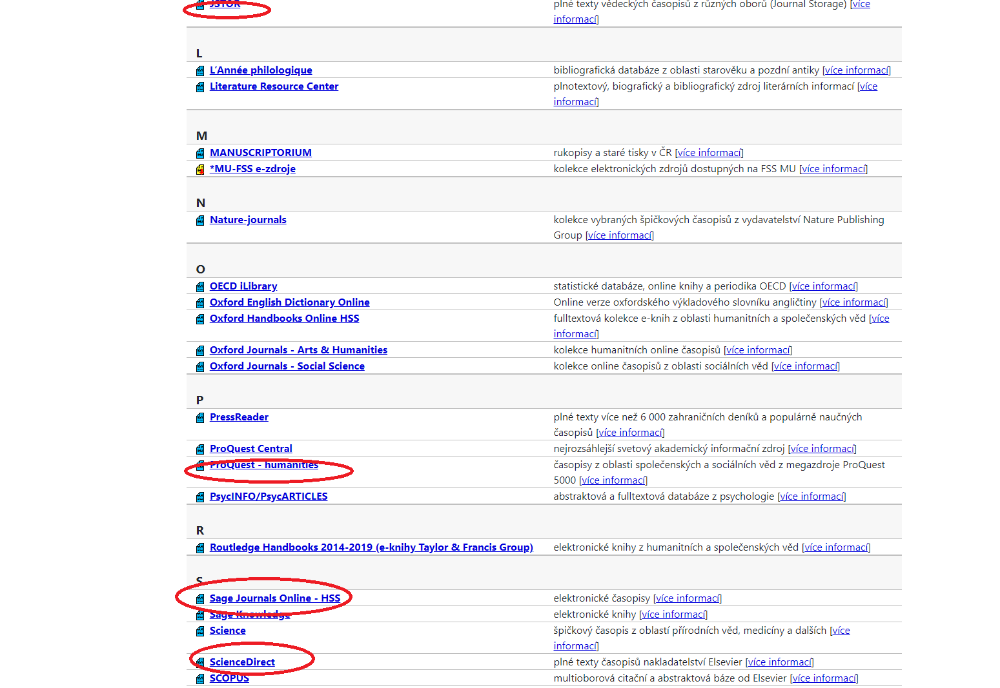 JSTOR plné texty vědeckých časopisů z různých oborů (Journal Storage) [více
informací]
L
L’Année philologique bibliografická databáze z oblasti starověku a pozdní antiky [více informací]
Literature Resource Center plnotextový, biografický a bibliografický zdroj literárních informací [více
informací]
M
MANUSCRIPTORIUM rukopisy a staré tisky v ČR [více informací]
*MU-FSS e-zdroje kolekce elektronických zdrojů dostupných na FSS MU [více informací]
N
Nature-journals kolekce vybraných špičkových časopisů z vydavatelství Nature Publishing
Group [více informací]
O
OECD iLibrary statistické databáze, online knihy a periodika OECD [více informací]
Oxford English Dictionary Online Online verze oxfordského výkladového slovníku angličtiny [více informací]
Oxford Handbooks Online HSS fulltextová kolekce e-knih z oblasti humanitních a společenských věd [více
informací]
Oxford Journals - Arts & Humanities kolekce humanitních online časopisů [více informací]
Oxford Journals - Social Science kolekce online časopisů z oblasti sociálních věd [více informací]
P
PressReader plné texty více než 6 000 zahraničních deníků a populárně naučných
časopisů [více informací]
ProQuest Central nejrozsáhlejší svetový akademický informační zdroj [více informací]
ProQuest - humanities časopisy z oblasti společenských a sociálních věd z megazdroje ProQuest
5000 [více informací]
PsycINFO/PsycARTICLES abstraktová a fulltextová databáze z psychologie [více informací]
R
Routledge Handbooks 2014-2019 (e-knihy Taylor & Francis Group) elektronické knihy z humanitních a společenských věd [více informací]
S
Sage Journals Online - HSS elektronické časopisy [více informací]
Sage Knowledge elektronické knihy [více informací]
Science špičkový časopis z oblastí přírodních věd, medicíny a dalších [více
informací]
ScienceDirect plné texty časopisů nakladatelství Elsevier [více informací]
SCOPUS multioborová citační a abstraktová báze od Elsevier [více informací]